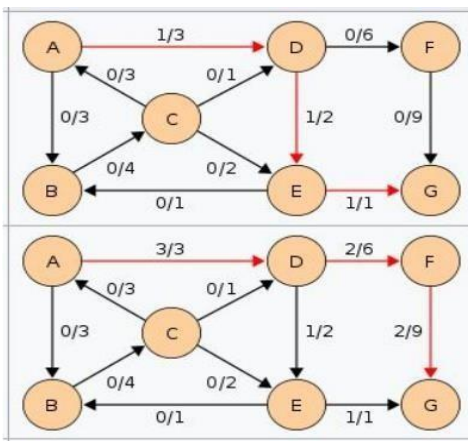 1/3
A D 0/6 F
0/3 0/1
0/3 C 1/2 0/9
0/4 0/2
B E G
0/1 1/1
3/3 2/6
A D F
0/3 0/1
0/3 C 1/2 2/9
0/4 0/2
B E G
0/1 1/1